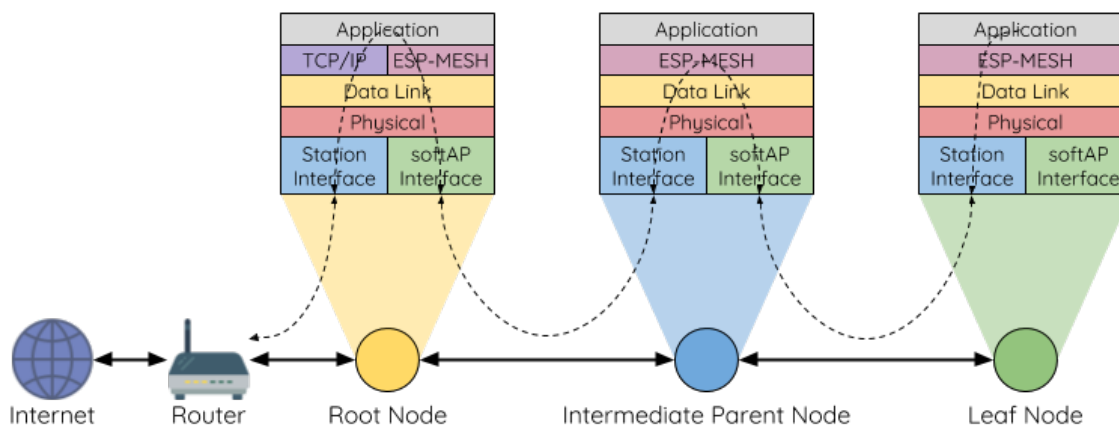 Application
TCP/IP
ESP-MESH
Data Link
Physical
Station
Interface
softAP
Interface
Application
ESP-MESH
Data Link
Physical
Station
Interface
softAP
Interface
Application
ESP-MESH
Data Link
Physical
Station
Interface
softAP
Interface
Internet
Router
Root Node
Intermediate Parent Node
Leaf Node